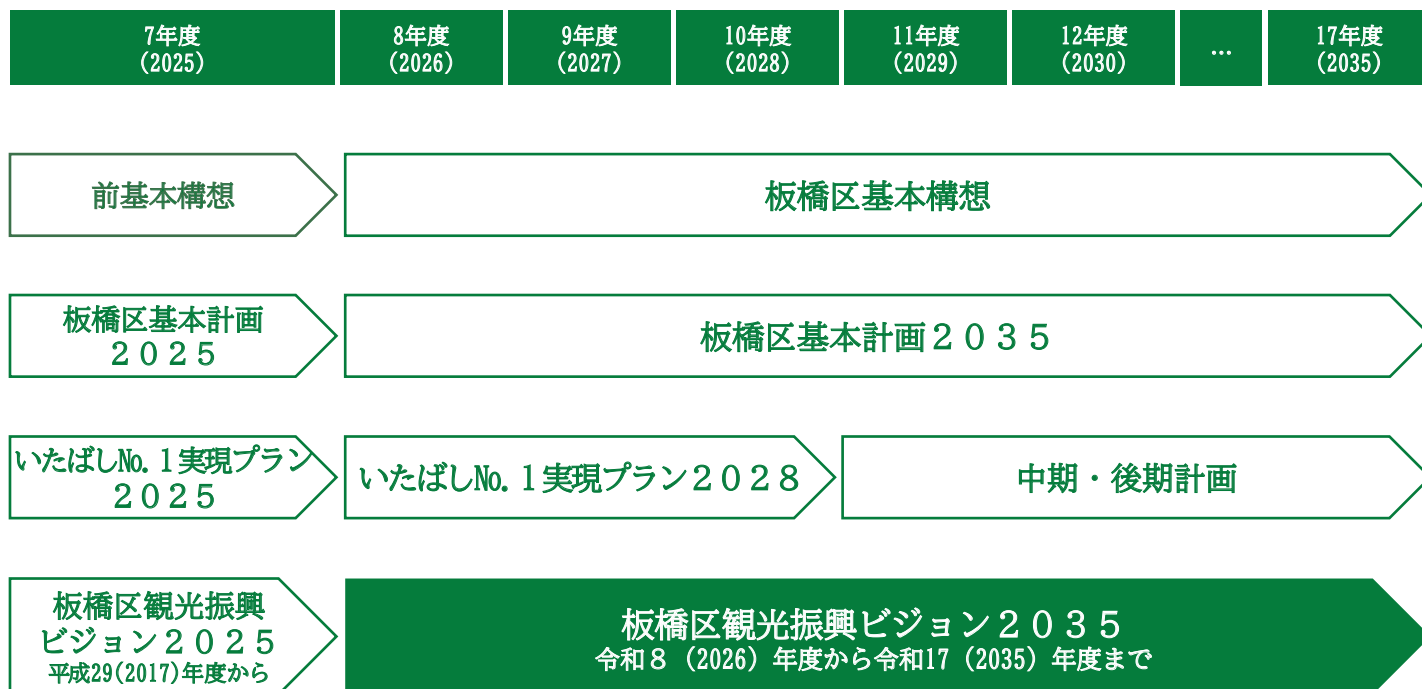 7年度
(2025)
8年度
(2026)
9年度
(2027)
10年度
(2028)
11年度
(2029)
12年度
(2030)
…
17年度
(2035)
前基本構想
板橋区基本構想
板橋区基本計画
２０２５
板橋区基本計画２０３５
いたばし№.１実現プラン
２０２５
いたばし№.１実現プラン２０２８
中期・後期計画
板橋区観光振興
ビジョン２０２５
平成29(2017)年度から
板橋区観光振興ビジョン２０３５
令和８（2026）年度から令和17（2035）年度まで